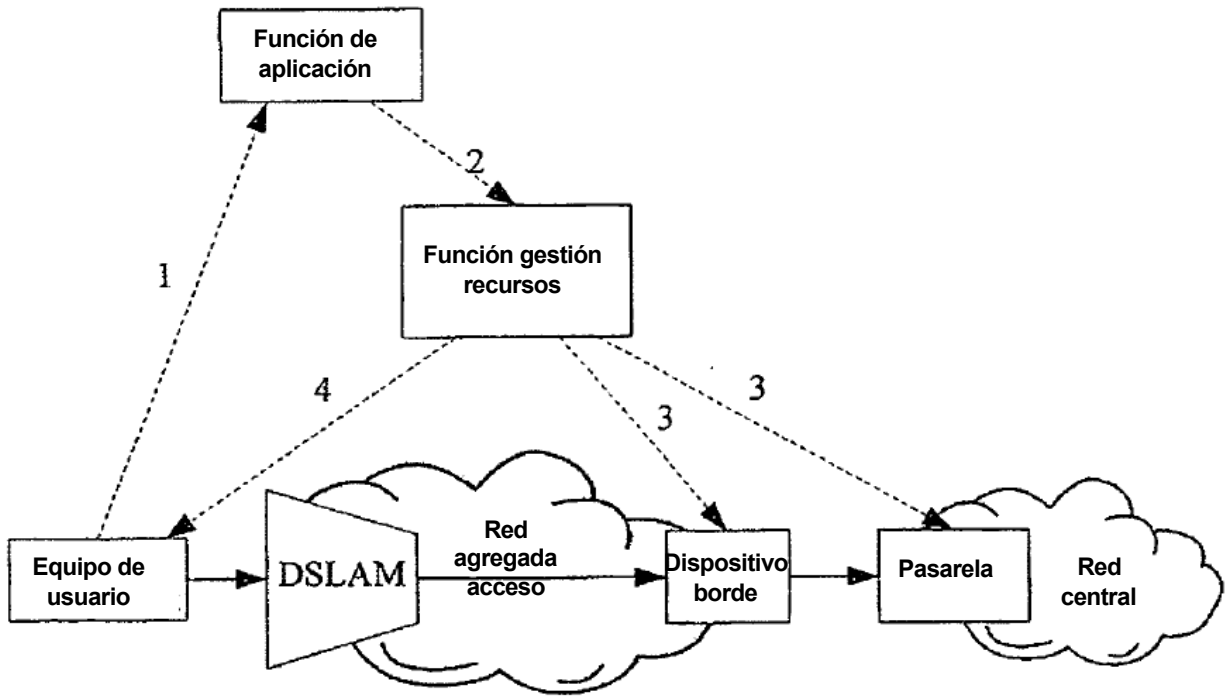 Función de
aplicación
2
Función gestión
recursos
1
4
3
3
Equipo de
usuario
DSLAM
Red
agregada
acceso
Dispositivo
borde
Pasarela
Red
central